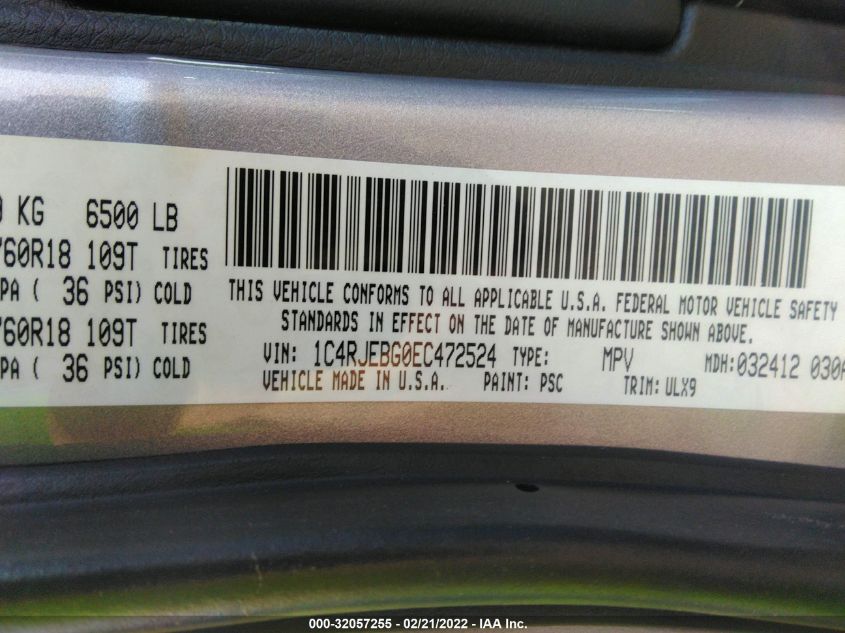 0 KG 6500 LB
/60R18 109T TIRES
PA ( 36 PSI) COLD
/60R18 109T TIRES
PA ( 36 PSI) COLD
THIS VEHICLE CONFORMS TO ALL APPLICABLE U.S.A. FEDERAL MOTOR VEHICLE SAFETY
STANDARDS IN EFFECT ON THE DATE OF MANUFACTURE SHOWN ABOVE.
VIN: 1C4RJEBG0EC472524 TYPE: MPV MDH:032412 030A
VEHICLE MADE IN U.S.A. PAINT: PSC TRIM: ULX9
000-32057255 — 02/21/2022 — IAA Inc.